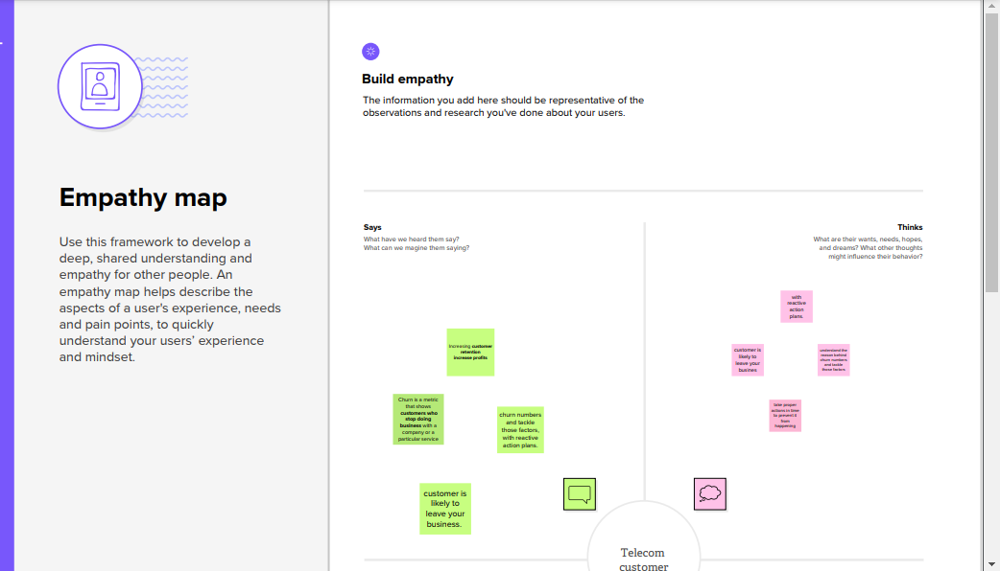 Empathy map
Use this framework to develop a
deep, shared understanding and
empathy for other people. An
empathy map helps describe the
aspects of a user's experience, needs
and pain points, to quickly
understand your users’ experience
and mindset.
Build empathy
The information you add here should be representative of the
observations and research you've done about your users.
Says
What have we heard them say?
What can we magine them saying?
Thinks
What are their wants, needs, hopes,
and dreams? What other thoughts
might influence their behavior?
Increasing customer
retention
increase profits
Churn is a metric
that shows
customers who
stop doing
business with a
company or a
particular service
churn numbers
and tackle
those factors,
with reactive
action plans.
customer is
likely to
leave your
business.
with
reactive
action
plans.
customer is
likely to
leave your
busines
understand the
reason behind
churn numbers
and tackle
those factors
take proper
actions in time
to prevent it
from
happening
Telecom
customer